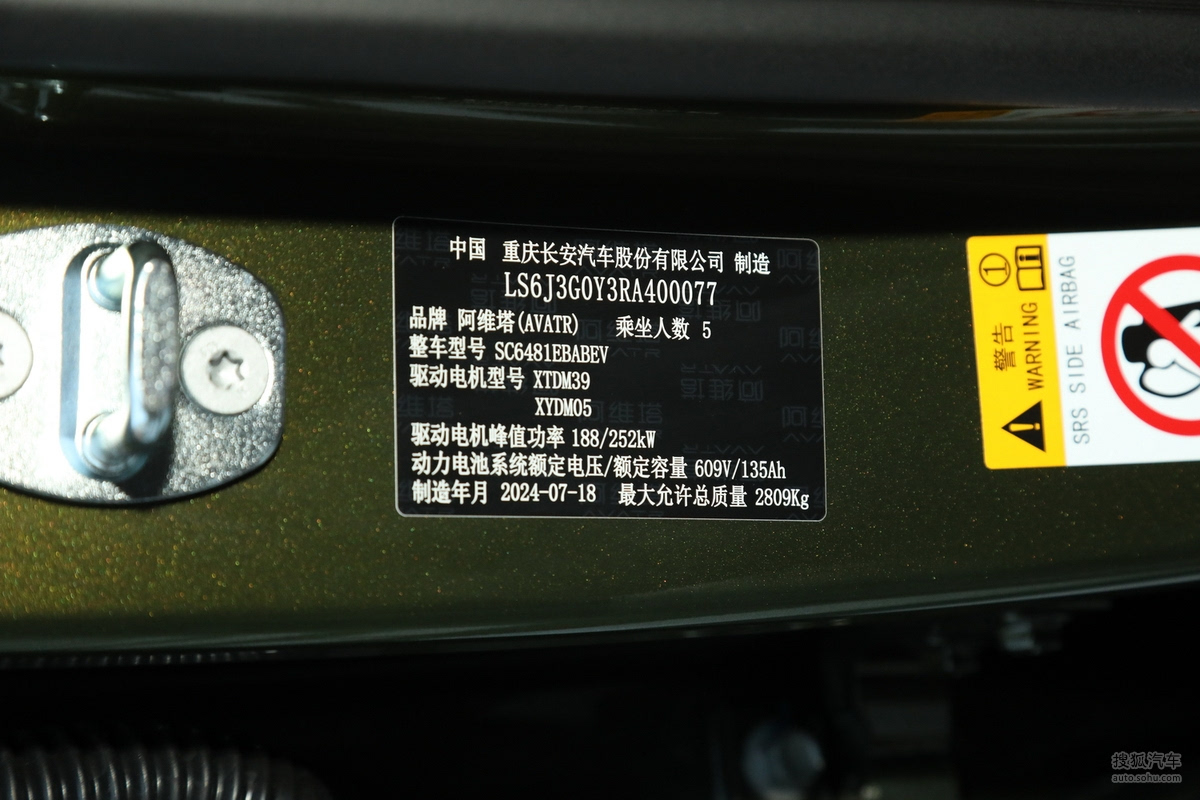 中国 重庆长安汽车股份有限公司 制造
LS6J3G0Y3RA400077
品牌 阿维塔(AVATR) 乘坐人数 5
整车型号 SC6481EBABEV
驱动电机型号 XTDM39
XYDM05
驱动电机峰值功率 188/252kW
动力电池系统额定电压/额定容量 609V/135Ah
制造年月 2024-07-18 最大允许总质量 2809Kg
①
警告
WARNING
SRS SIDE AIRBAG
搜狐汽车
auto.sohu.com